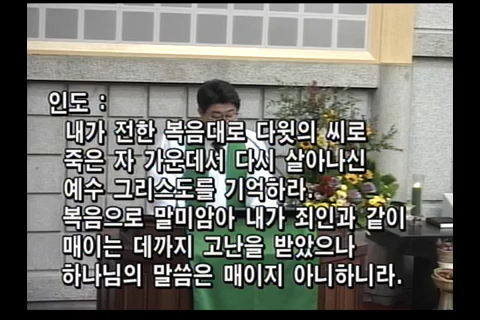 인도 :
내가 전한 복음대로 다윗의 씨로
죽은 자 가운데서 다시 살아나신
예수 그리스도를 기억하라.
복음으로 말미암아 내가 죄인과 같이
매이는 데까지 고난을 받았으나
하나님의 말씀은 매이지 아니하니라.